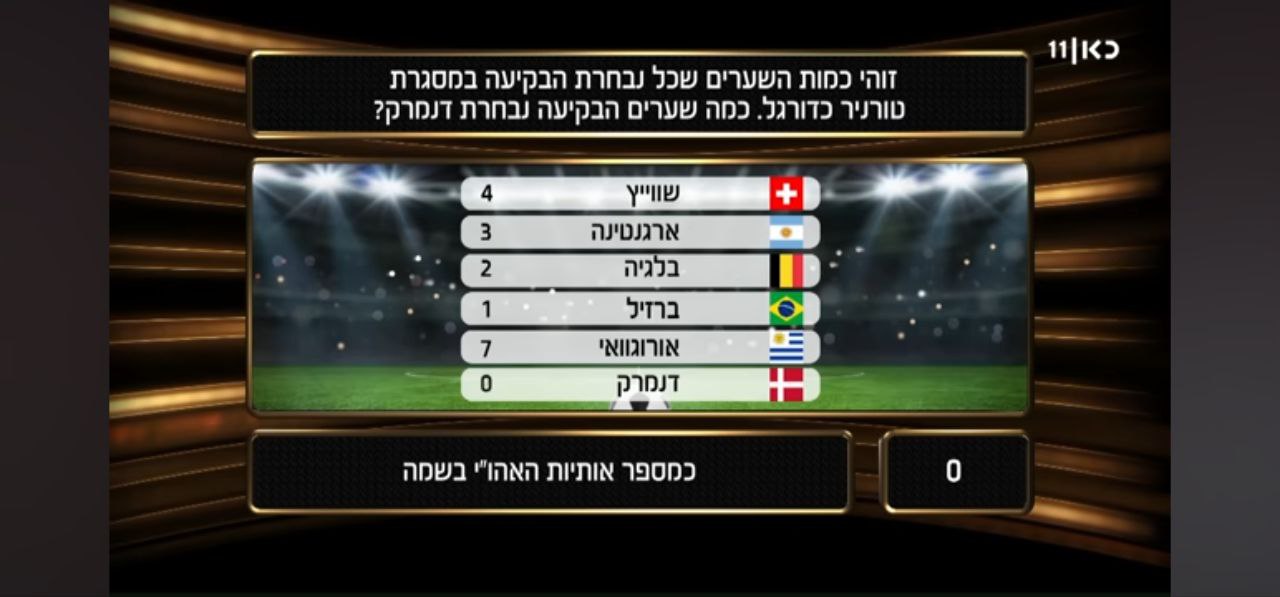 כאן 11
זוהי כמות השערים שכל נבחרת הבקיעה במסגרת
טורניר כדורגל. כמה שערים הבקיעה נבחרת דנמרק?
שווייץ 4
ארגנטינה 3
בלגיה 2
ברזיל 1
אורוגוואי 7
דנמרק 0
0
כמספר אותיות האהו"י בשמה